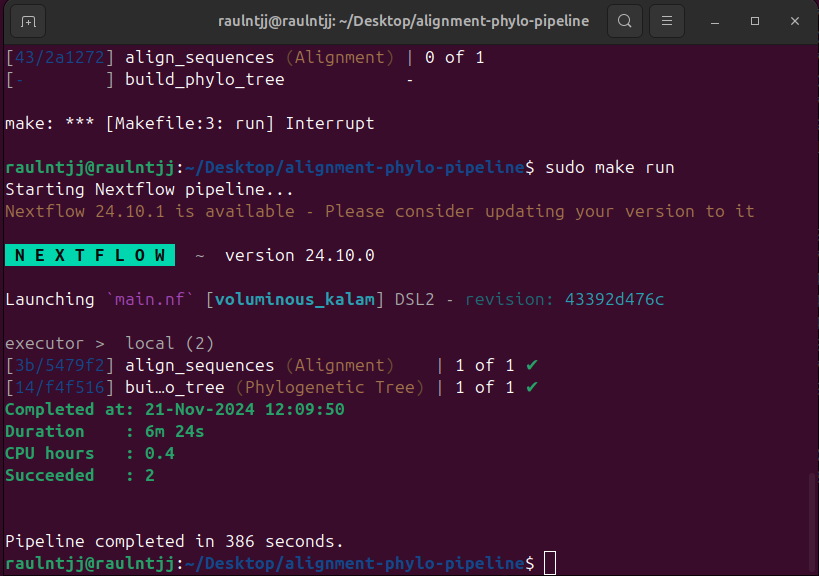 raulntjj@raulntjj: ~/Desktop/alignment-phylo-pipeline
[43/2a1272] align_sequences (Alignment) | 0 of 1
[-        ] build_phylo_tree            -
make: *** [Makefile:3: run] Interrupt
raulntjj@raulntjj:~/Desktop/alignment-phylo-pipeline$ sudo make run
Starting Nextflow pipeline...
Nextflow 24.10.1 is available - Please consider updating your version to it
N E X T F L O W  ~  version 24.10.0
Launching `main.nf` [voluminous_kalam] DSL2 - revision: 43392d476c
executor >  local (2)
[3b/5479f2] align_sequences (Alignment)    | 1 of 1 ✔
[14/f4f516] bui…o_tree (Phylogenetic Tree) | 1 of 1 ✔
Completed at: 21-Nov-2024 12:09:50
Duration    : 6m 24s
CPU hours   : 0.4
Succeeded   : 2
Pipeline completed in 386 seconds.
raulntjj@raulntjj:~/Desktop/alignment-phylo-pipeline$